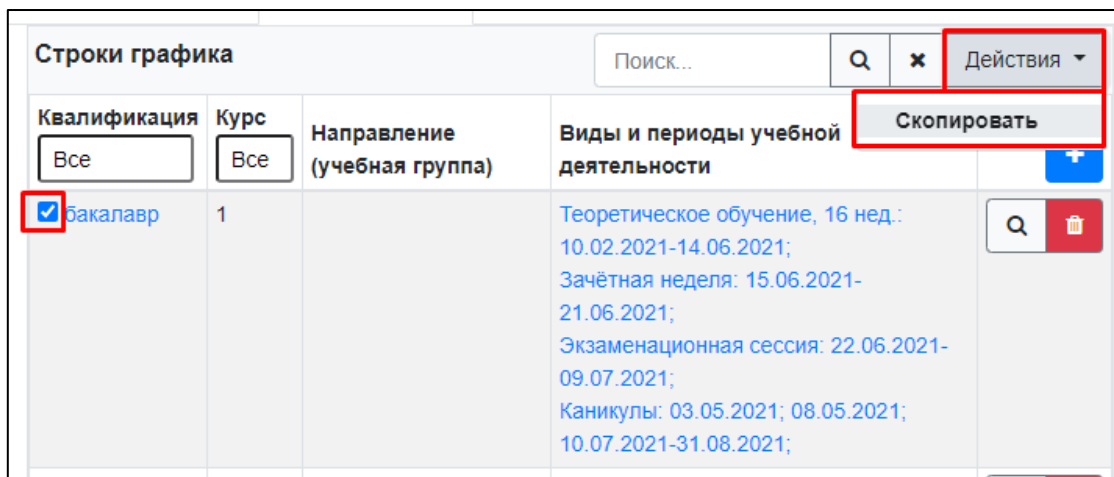 Строки графика
Поиск...
Действия
Скопировать
Квалификация
Все
Курс
Все
Направление
(учебная группа)
Виды и периоды учебной
деятельности
бакалавр
1
Теоретическое обучение, 16 нед.:
10.02.2021-14.06.2021;
Зачётная неделя: 15.06.2021-
21.06.2021;
Экзаменационная сессия: 22.06.2021-
09.07.2021;
Каникулы: 03.05.2021; 08.05.2021;
10.07.2021-31.08.2021;